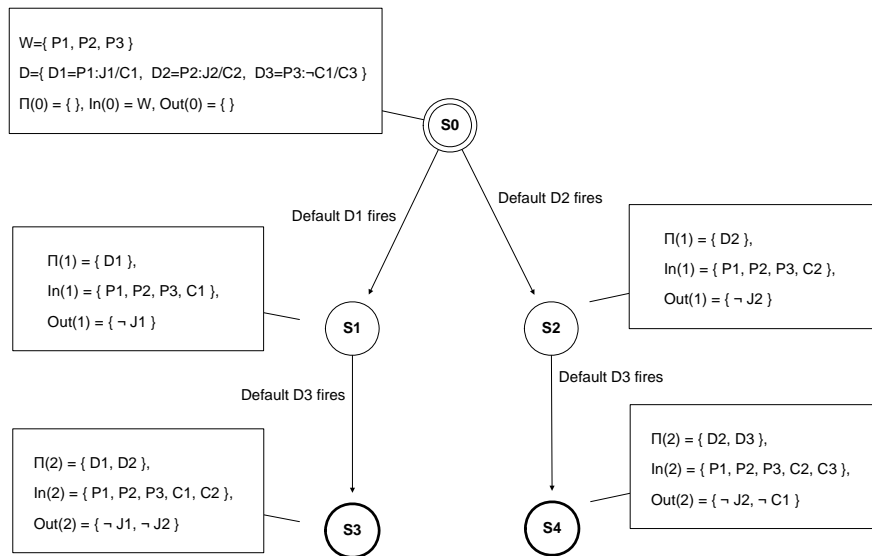 W={ P1, P2, P3 }
D={ D1=P1:J1/C1, D2=P2:J2/C2, D3=P3:¬C1/C3 }
Π(0) = { }, In(0) = W, Out(0) = { }
S0
Default D1 fires
Default D2 fires
Π(1) = { D1 },
In(1) = { P1, P2, P3, C1 },
Out(1) = { ¬ J1 }
Π(1) = { D2 },
In(1) = { P1, P2, P3, C2 },
Out(1) = { ¬ J2 }
S1
S2
Default D3 fires
Default D3 fires
Π(2) = { D1, D2 },
In(2) = { P1, P2, P3, C1, C2 },
Out(2) = { ¬ J1, ¬ J2 }
Π(2) = { D2, D3 },
In(2) = { P1, P2, P3, C2, C3 },
Out(2) = { ¬ J2, ¬ C1 }
S3
S4